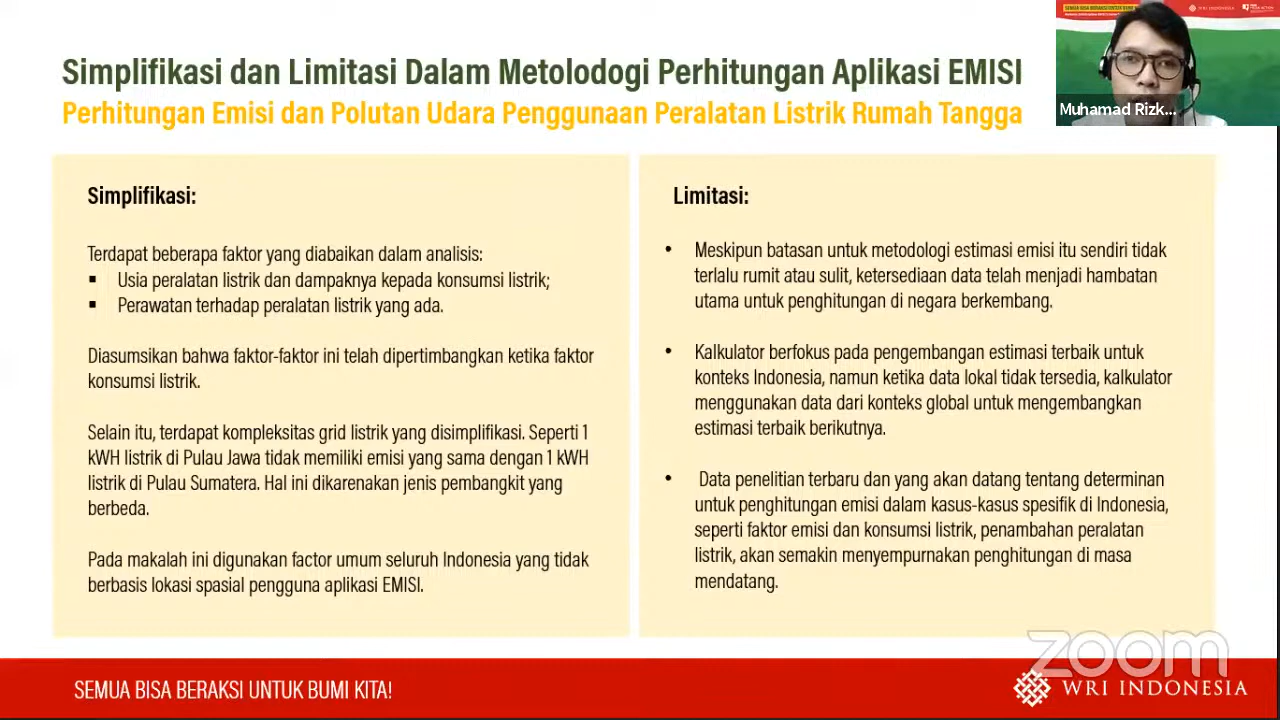 Simplifikasi dan Limitasi Dalam Metolodogi Perhitungan Aplikasi EMISI
Perhitungan Emisi dan Polutan Udara Penggunaan Peralatan Listrik Rumah Tangga
Muhamad Rizk...
Simplifikasi:
Terdapat beberapa faktor yang diabaikan dalam analisis:
▪ Usia peralatan listrik dan dampaknya kepada konsumsi listrik;
▪ Perawatan terhadap peralatan listrik yang ada.
Diasumsikan bahwa faktor-faktor ini telah dipertimbangkan ketika faktor
konsumsi listrik.
Selain itu, terdapat kompleksitas grid listrik yang disimplifikasi. Seperti 1
kWH listrik di Pulau Jawa tidak memiliki emisi yang sama dengan 1 kWH
listrik di Pulau Sumatera. Hal ini dikarenakan jenis pembangkit yang
berbeda.
Pada makalah ini digunakan factor umum seluruh Indonesia yang tidak
berbasis lokasi spasial pengguna aplikasi EMISI.
Limitasi:
• Meskipun batasan untuk metodologi estimasi emisi itu sendiri tidak
terlalu rumit atau sulit, ketersediaan data telah menjadi hambatan
utama untuk penghitungan di negara berkembang.
• Kalkulator berfokus pada pengembangan estimasi terbaik untuk
konteks Indonesia, namun ketika data lokal tidak tersedia, kalkulator
menggunakan data dari konteks global untuk mengembangkan
estimasi terbaik berikutnya.
• Data penelitian terbaru dan yang akan datang tentang determinan
untuk penghitungan emisi dalam kasus-kasus spesifik di Indonesia,
seperti faktor emisi dan konsumsi listrik, penambahan peralatan
listrik, akan semakin menyempurnakan penghitungan di masa
mendatang.
SEMUA BISA BERAKSI UNTUK BUMI KITA!
zoom
WRI INDONESIA